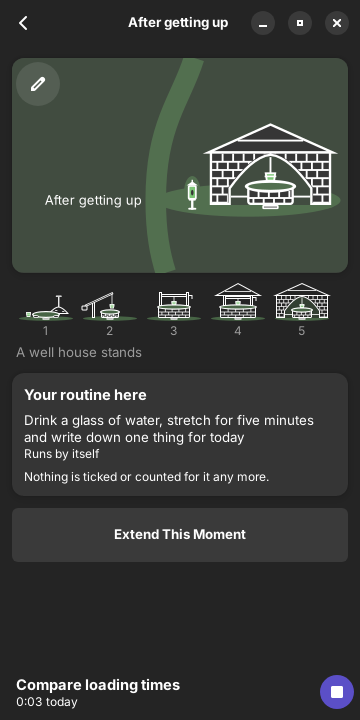 After getting up
After getting up
1 2 3 4 5
A well house stands
Your routine here
Drink a glass of water, stretch for five minutes
and write down one thing for today
Runs by itself
Nothing is ticked or counted for it any more.
Extend This Moment
Compare loading times
0:03 today